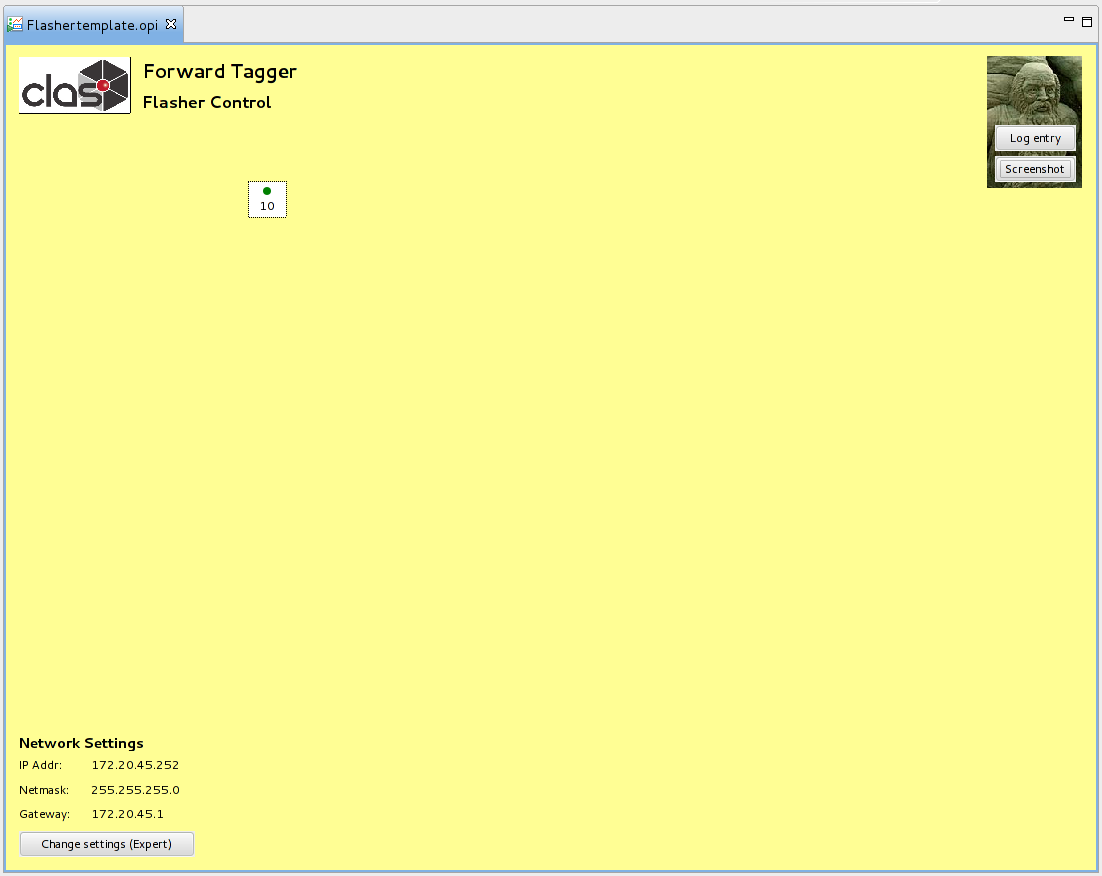 Flashertemplate.opi
clas
Forward Tagger
Flasher Control
Log entry
Screenshot
10
Network Settings
IP Addr: 172.20.45.252
Netmask: 255.255.255.0
Gateway: 172.20.45.1
Change settings (Expert)